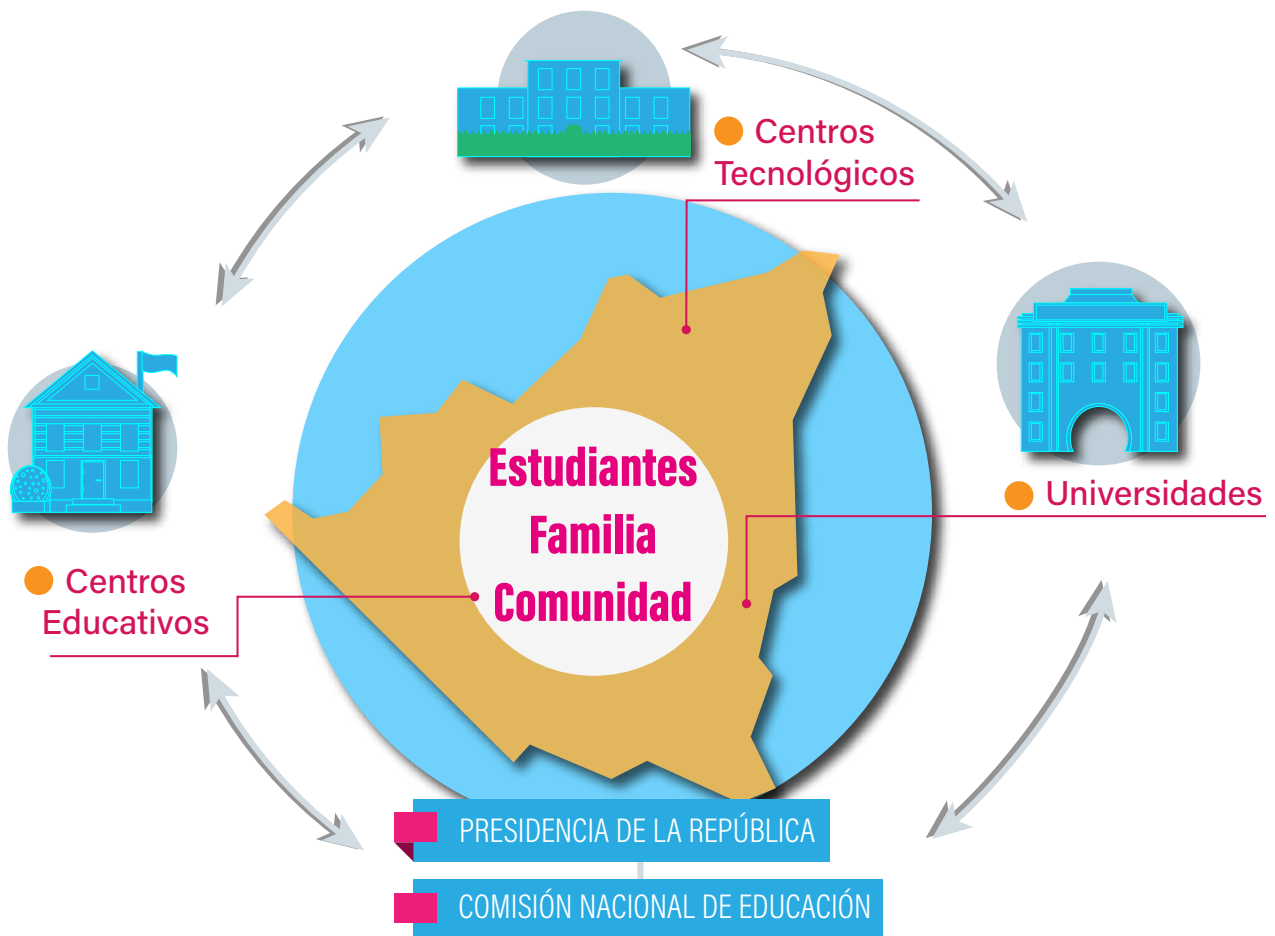 Centros
Tecnológicos
Universidades
Estudiantes
Familia
Comunidad
Centros
Educativos
PRESIDENCIA DE LA REPÚBLICA
COMISIÓN NACIONAL DE EDUCACIÓN